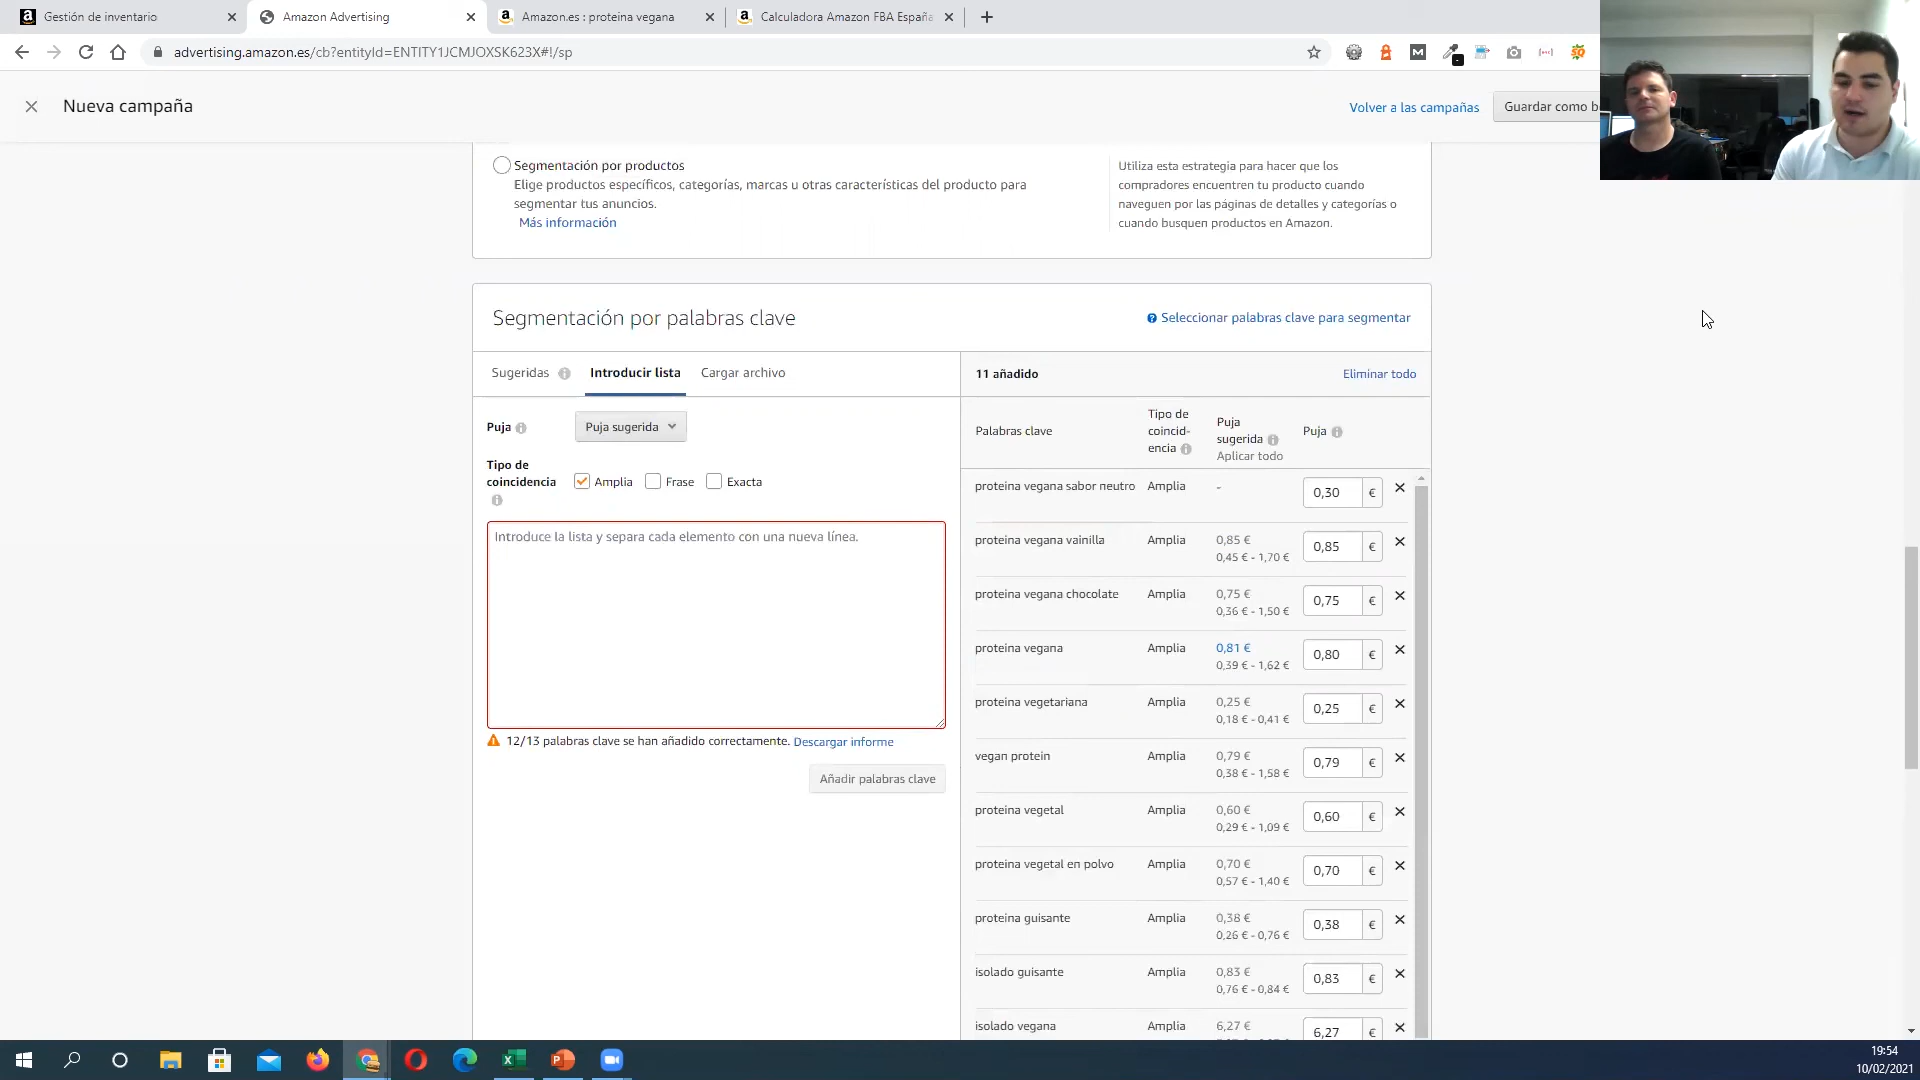 Gestión de inventario
Amazon Advertising
Amazon.es : proteina vegana
Calculadora Amazon FBA España
advertising.amazon.es/cb?entityId=ENTITY1JCMJOXSK623X#!/sp
Nueva campaña
Volver a las campañas
Guardar como b
Segmentación por productos
Elige productos específicos, categorías, marcas u otras características del producto para
segmentar tus anuncios.
Más información
Utiliza esta estrategia para hacer que los
compradores encuentren tu producto cuando
naveguen por las páginas de detalles y categorías o
cuando busquen productos en Amazon.
Segmentación por palabras clave
Seleccionar palabras clave para segmentar
Sugeridas
Introducir lista
Cargar archivo
11 añadido
Eliminar todo
Puja
Puja sugerida
Tipo de
coincidencia
Amplia
Frase
Exacta
Introduce la lista y separa cada elemento con una nueva línea.
12/13 palabras clave se han añadido correctamente. Descargar informe
Añadir palabras clave
Palabras clave
Tipo de
coincid-
encia
Puja
sugerida
Aplicar todo
Puja
proteina vegana sabor neutro Amplia - 0,30 €
proteina vegana vainilla Amplia 0,85 € 0,85 €
0,45 € - 1,70 €
proteina vegana chocolate Amplia 0,75 € 0,75 €
0,36 € - 1,50 €
proteina vegana Amplia 0,81 € 0,80 €
0,39 € - 1,62 €
proteina vegetariana Amplia 0,25 € 0,25 €
0,18 € - 0,41 €
vegan protein Amplia 0,79 € 0,79 €
0,38 € - 1,58 €
proteina vegetal Amplia 0,60 € 0,60 €
0,29 € - 1,09 €
proteina vegetal en polvo Amplia 0,70 € 0,70 €
0,57 € - 1,40 €
proteina guisante Amplia 0,38 € 0,38 €
0,26 € - 0,76 €
isolado guisante Amplia 0,83 € 0,83 €
0,76 € - 0,84 €
isolado vegana Amplia 6,27 € 6,27 €
19:54
10/02/2021